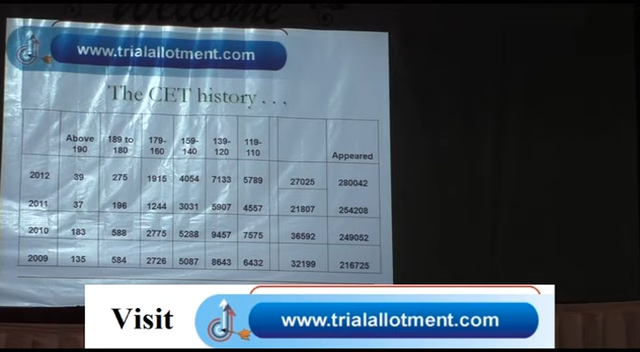 Welcome
www.trialallotment.com
The CET history . . .
Above 190 189 to 180 179-160 159-140 139-120 119-110 Appeared
2012 39 275 1915 4054 7133 5789 27025 280042
2011 37 196 1244 3031 5907 4557 21807 254208
2010 183 588 2775 5288 9457 7575 36592 249052
2009 135 584 2726 5087 8643 6432 32199 216725
Visit www.trialallotment.com